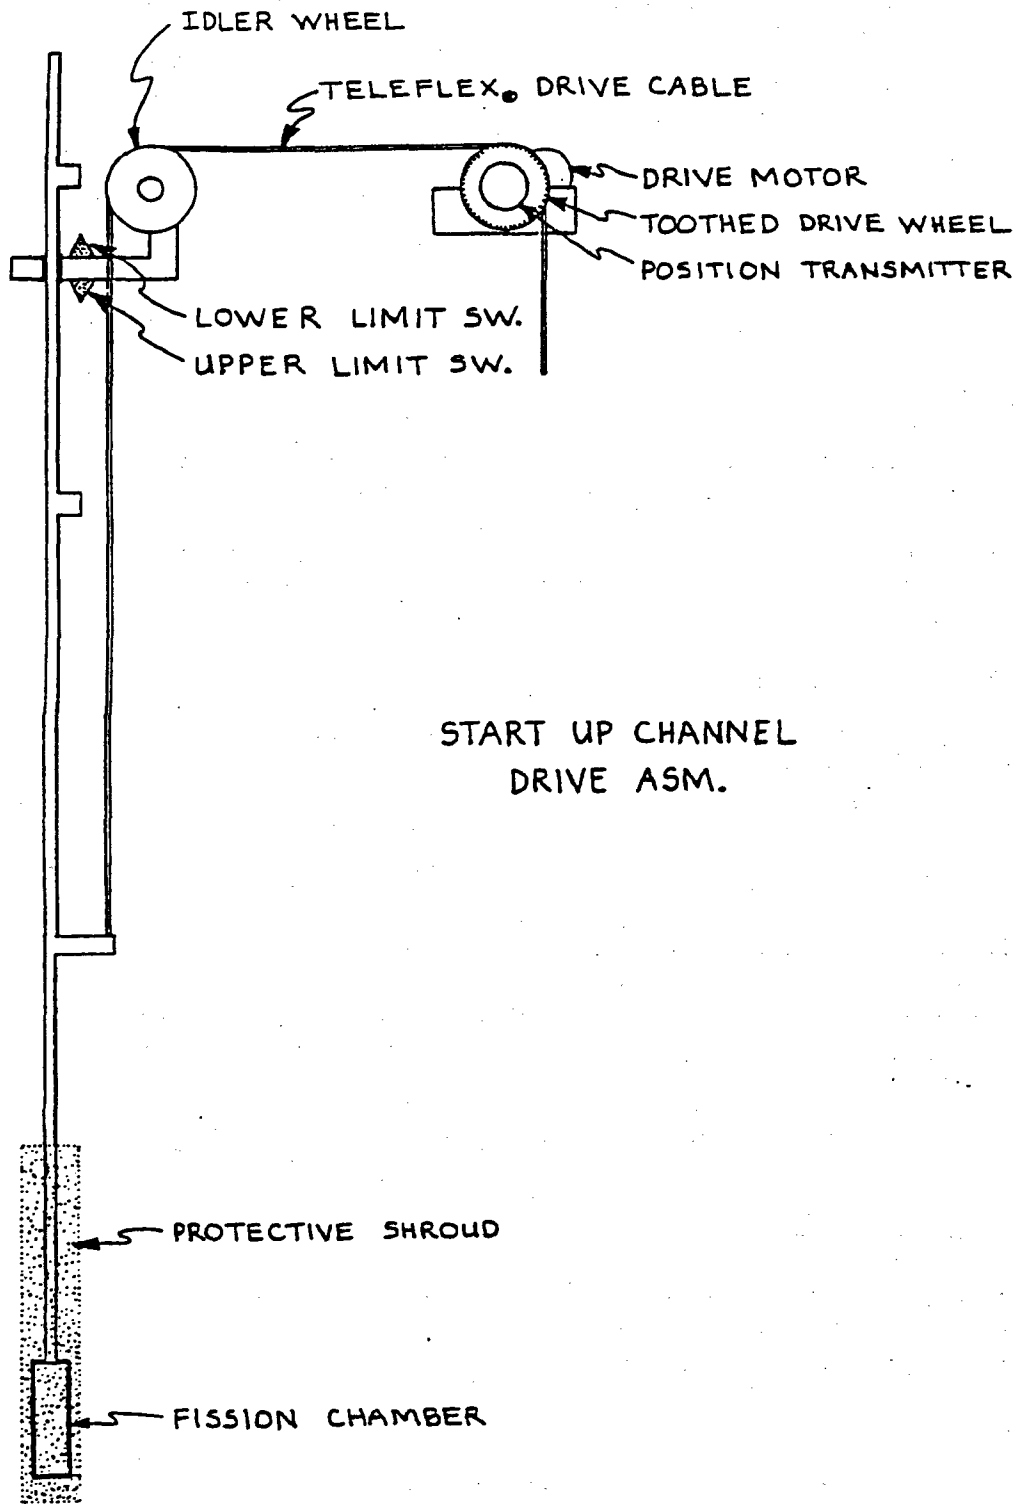 IDLER WHEEL
TELEFLEX. DRIVE CABLE
DRIVE MOTOR
TOOTHED DRIVE WHEEL
POSITION TRANSMITTER
LOWER LIMIT SW.
UPPER LIMIT SW.
START UP CHANNEL
DRIVE ASM.
PROTECTIVE SHROUD
FISSION CHAMBER